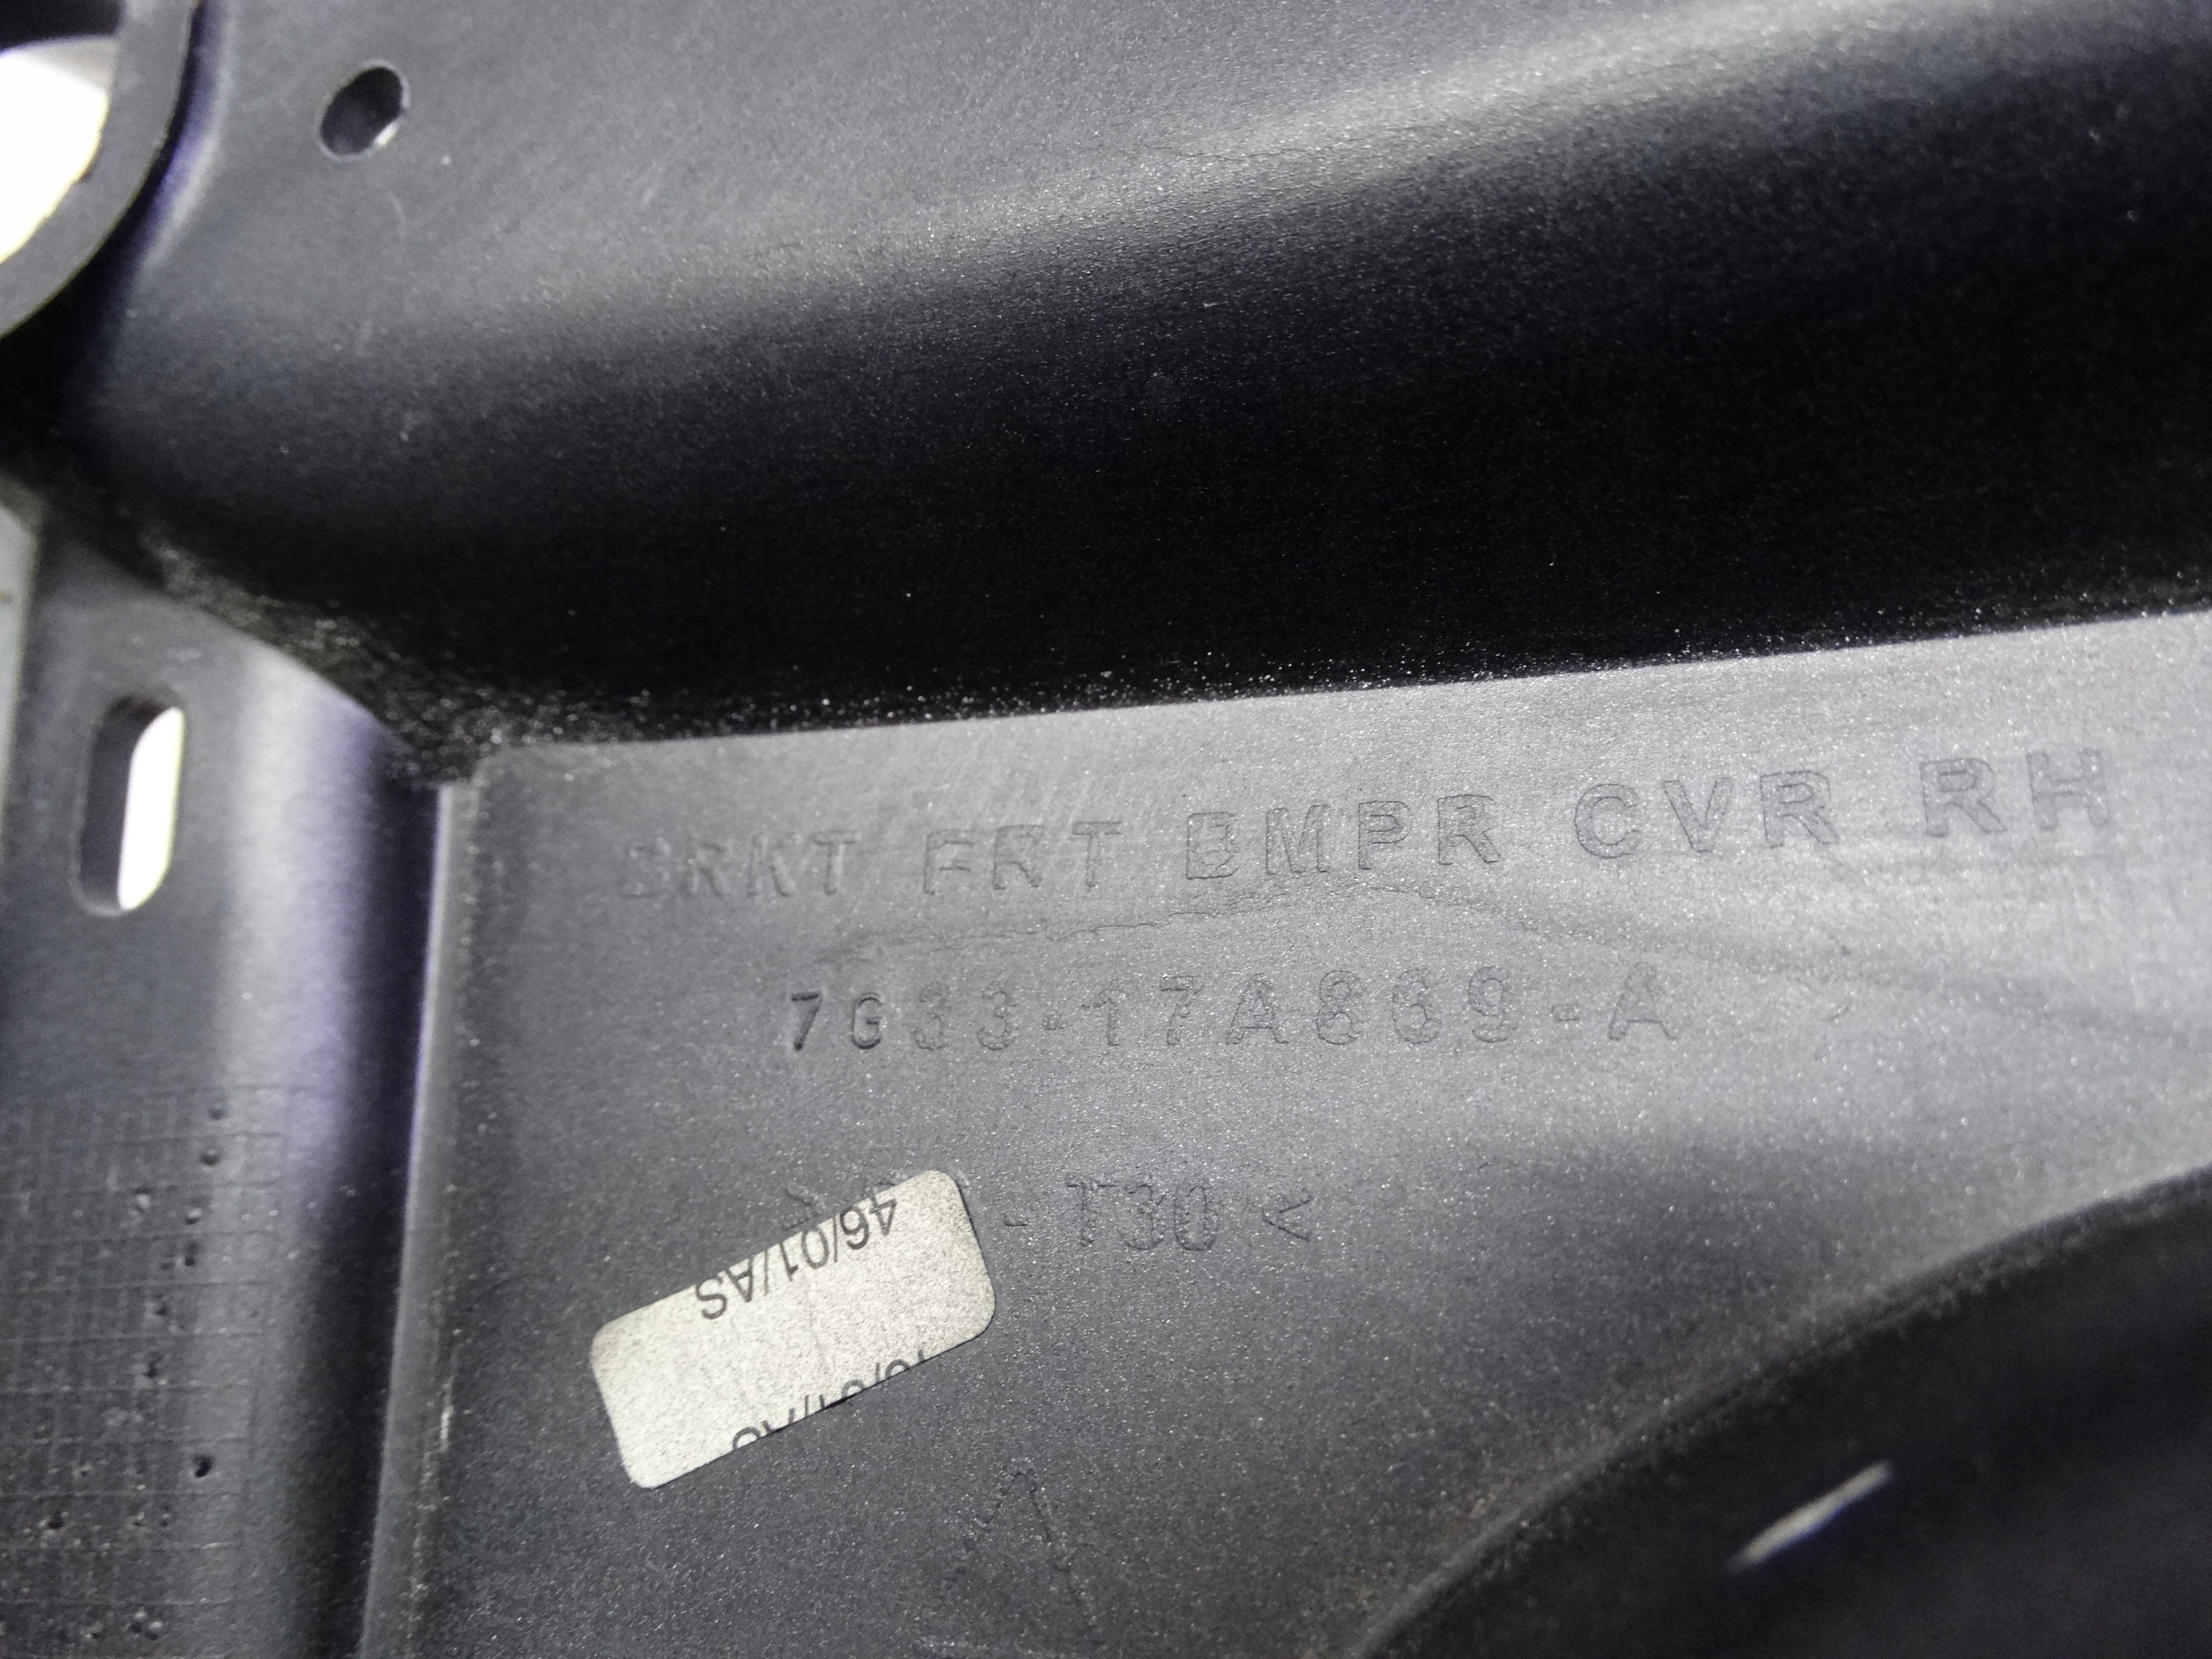 BRKT FRT BMPR CVR RH
7G33-17A869-A
- T30 <
46/01/AS